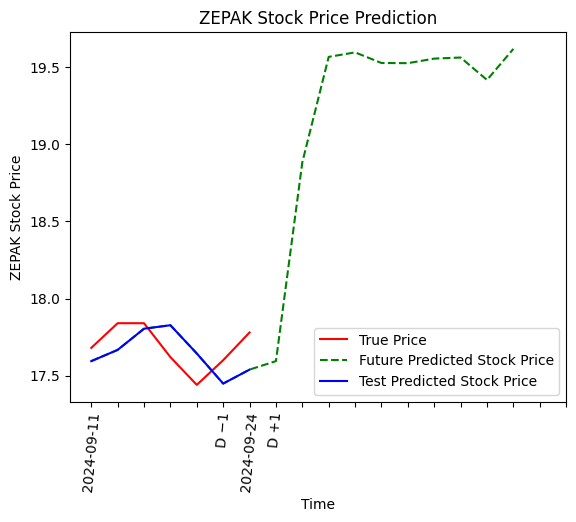 ZEPAK Stock Price Prediction
ZEPAK Stock Price
19.5
19.0
18.5
18.0
17.5
True Price
Future Predicted Stock Price
Test Predicted Stock Price
2024-09-11
D −1
2024-09-24
D +1
Time